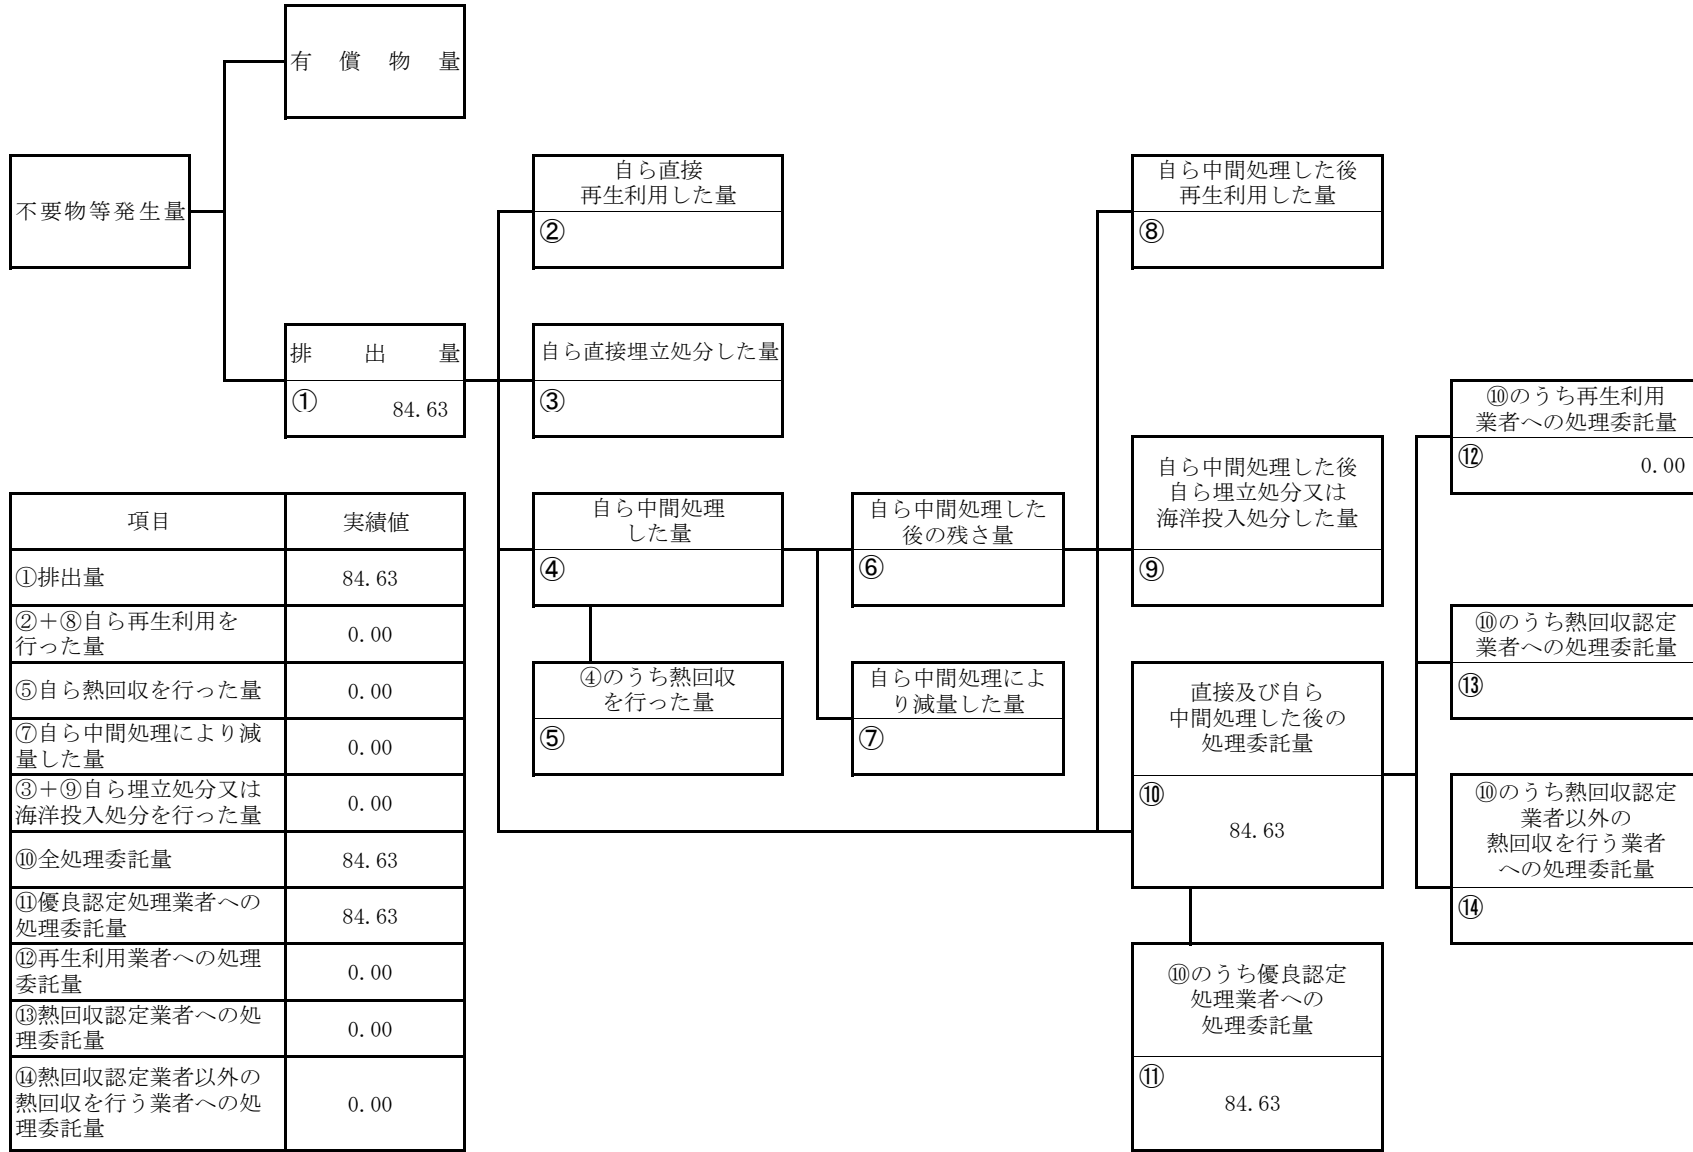 有償物量
不要物等発生量
排出量
① 84.63
自ら直接
再生利用した量
②
自ら直接埋立処分した量
③
自ら中間処理
した量
④
④のうち熱回収
を行った量
⑤
自ら中間処理した
後の残さ量
⑥
自ら中間処理によ
り減量した量
⑦
自ら中間処理した後
再生利用した量
⑧
自ら中間処理した後
自ら埋立処分又は
海洋投入処分した量
⑨
直接及び自ら
中間処理した後の
処理委託量
⑩
84.63
⑩のうち優良認定
処理業者への
処理委託量
⑪
84.63
⑩のうち再生利用
業者への処理委託量
⑫ 0.00
⑩のうち熱回収認定
業者への処理委託量
⑬
⑩のうち熱回収認定
業者以外の
熱回収を行う業者
への処理委託量
⑭
項目 実績値
①排出量 84.63
②+⑧自ら再生利用を
行った量 0.00
⑤自ら熱回収を行った量 0.00
⑦自ら中間処理により減
量した量 0.00
③+⑨自ら埋立処分又は
海洋投入処分を行った量 0.00
⑩全処理委託量 84.63
⑪優良認定処理業者への
処理委託量 84.63
⑫再生利用業者への処理
委託量 0.00
⑬熱回収認定業者への処
理委託量 0.00
⑭熱回収認定業者以外の
熱回収を行う業者への処
理委託量 0.00